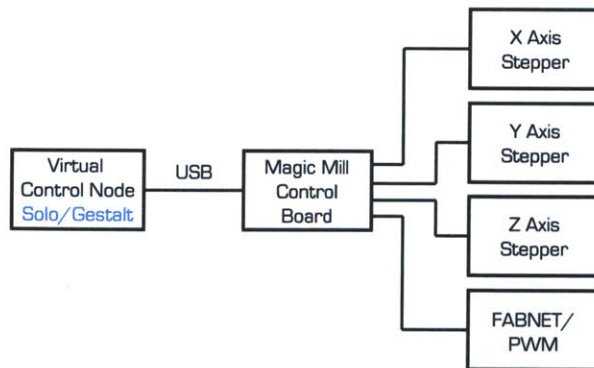 Virtual
Control Node
Solo/Gestalt
USB
Magic Mill
Control
Board
X Axis
Stepper
Y Axis
Stepper
Z Axis
Stepper
FABNET/
PWM